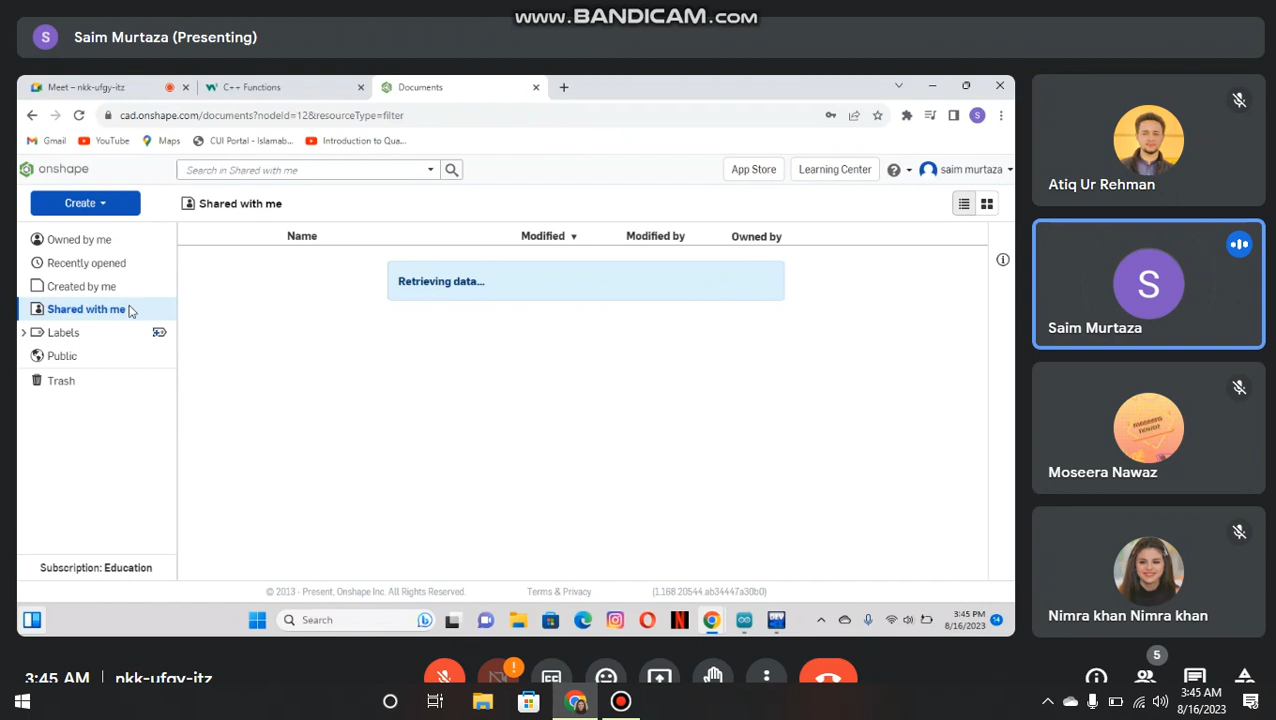 www.BANDICAM.com
S Saim Murtaza (Presenting)
Meet – nkk-ufgy-itz
C++ Functions
Documents
cad.onshape.com/documents?nodeId=12&resourceType=filter
S
Gmail
YouTube
Maps
CUI Portal - Islamab...
Introduction to Qua...
onshape
Search in Shared with me
App Store
Learning Center
saim murtaza
Create
Shared with me
Owned by me
Recently opened
Created by me
Shared with me
Labels
Public
Trash
Name
Modified
Modified by
Owned by
Retrieving data...
Subscription: Education
© 2013 - Present, Onshape Inc. All Rights Reserved.
Terms & Privacy
(1.168.20544 ab34447a30b0)
Search
3:45 PM
8/16/2023
Atiq Ur Rehman
S
Saim Murtaza
Moseera Nawaz
Nimra khan Nimra khan
3:45 AM
nkk-ufgy-itz
5
3:45 AM
8/16/2023